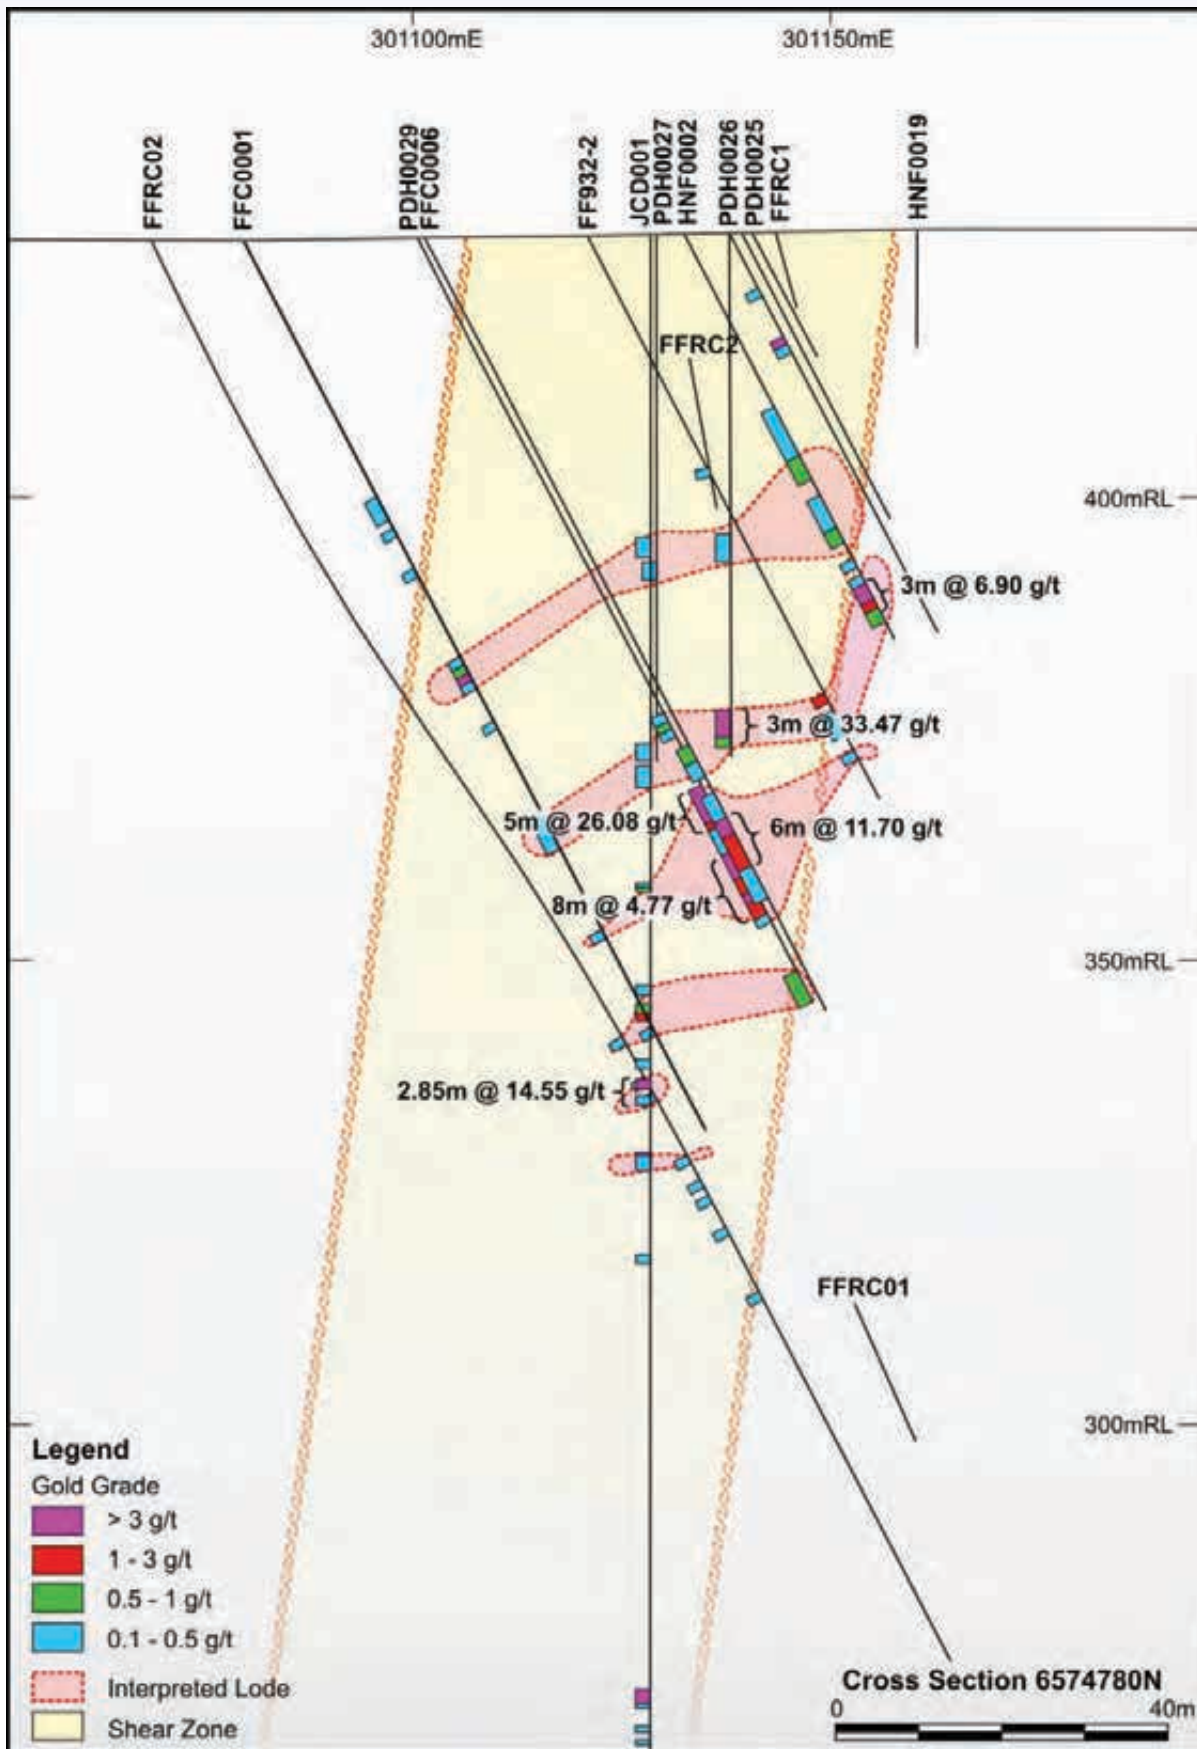 301100mE
301150mE
FFRC02
FFC0001
PDH0029
FFC0006
FF932-2
JCD001
PDH0027
HNF0002
PDH0026
PDH0025
FFRC1
HNF0019
FFRC2
400mRL
3m @ 6.90 g/t
3m @ 33.47 g/t
5m @ 26.08 g/t
6m @ 11.70 g/t
8m @ 4.77 g/t
350mRL
2.85m @ 14.55 g/t
FFRC01
300mRL
Legend
Gold Grade
> 3 g/t
1 - 3 g/t
0.5 - 1 g/t
0.1 - 0.5 g/t
Interpreted Lode
Shear Zone
Cross Section 6574780N
0
40m